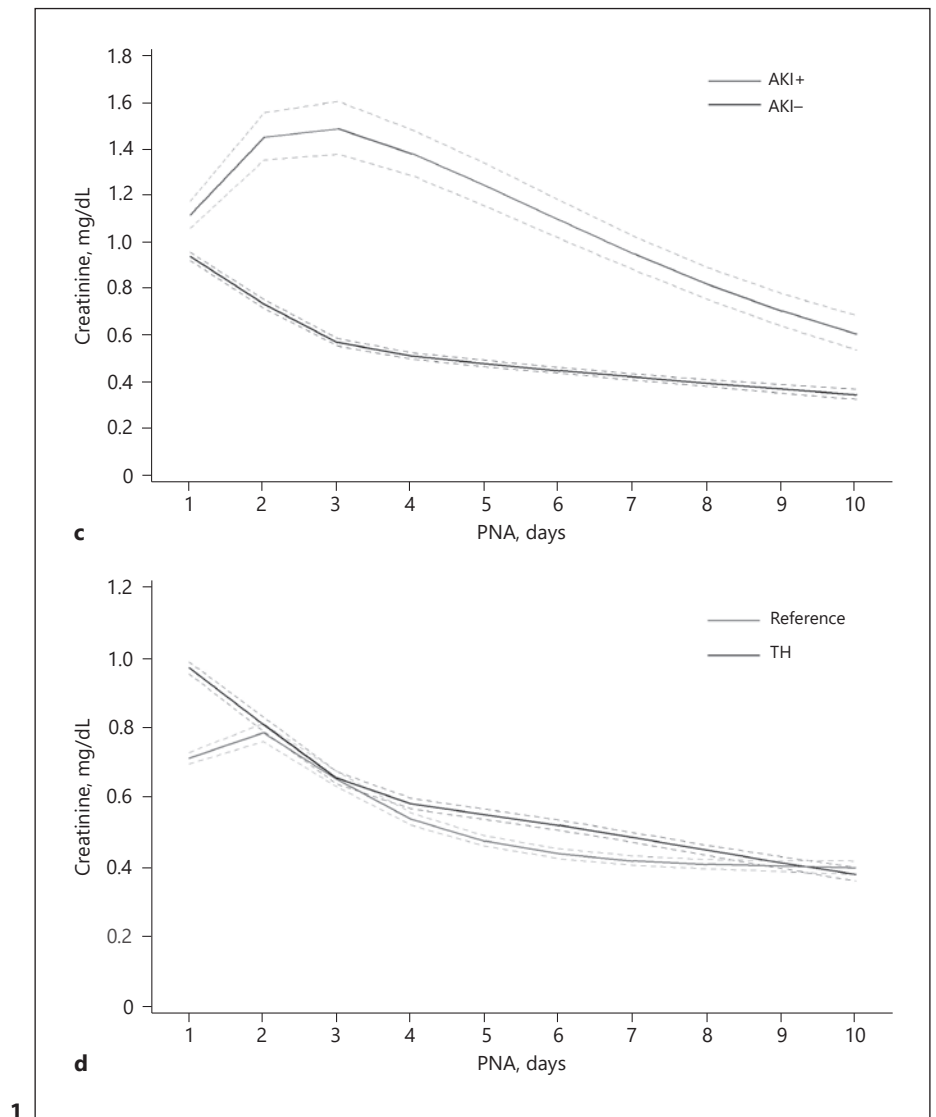 1.8
1.6
1.4
1.2
1.0
0.8
0.6
0.4
0.2
0
Creatinine, mg/dL
AKI+
AKI–
1 2 3 4 5 6 7 8 9 10
PNA, days
c
1.2
1.0
0.8
0.6
0.4
0.2
0
Creatinine, mg/dL
Reference
TH
1 2 3 4 5 6 7 8 9 10
PNA, days
d
1